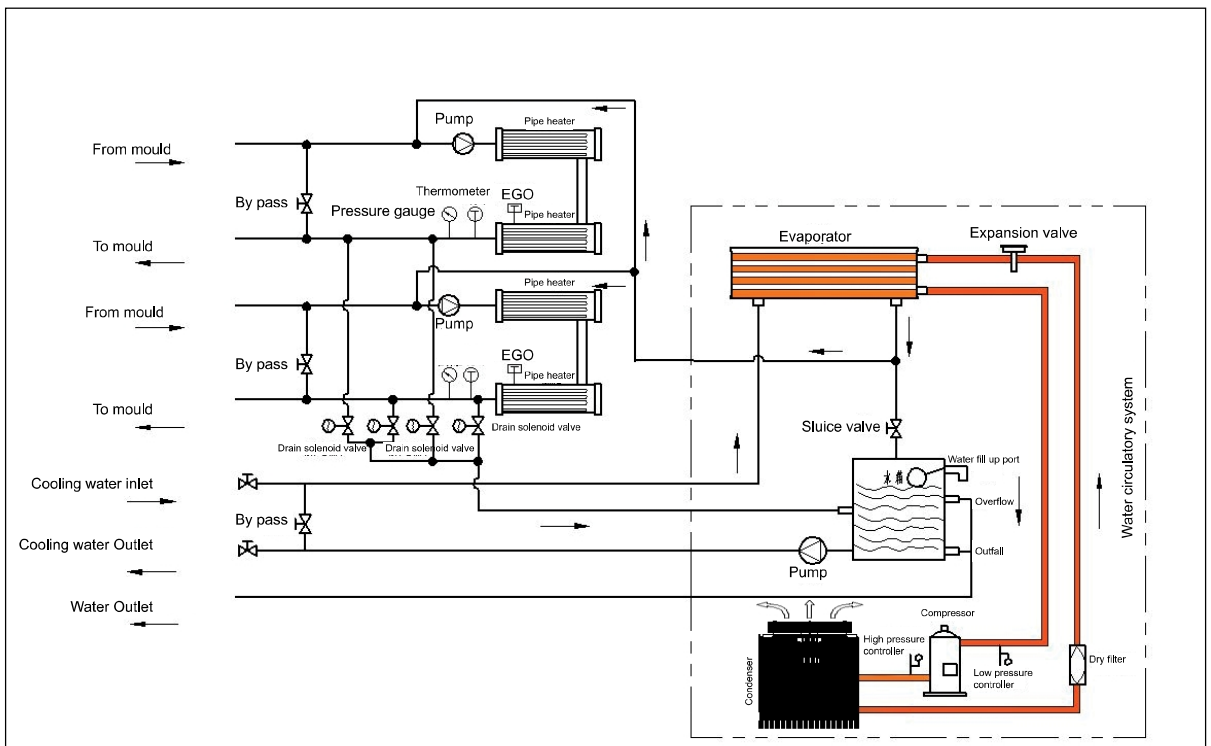 Pump
Pipe heater
From mould
Thermometer
EGO
By pass
Pressure gauge
Pipe heater
To mould
Evaporator
Expansion valve
Pipe heater
From mould
Pump
EGO
By pass
Pipe heater
To mould
Sluice valve
Drain solenoid valve
Drain solenoid valve
Drain solenoid valve
Water fill up port
水箱
Cooling water inlet
Overflow
By pass
Cooling water Outlet
Outfall
Pump
Water Outlet
Water circulatory system
Compressor
High pressure
controller
Condenser
Low pressure
controller
Dry filter